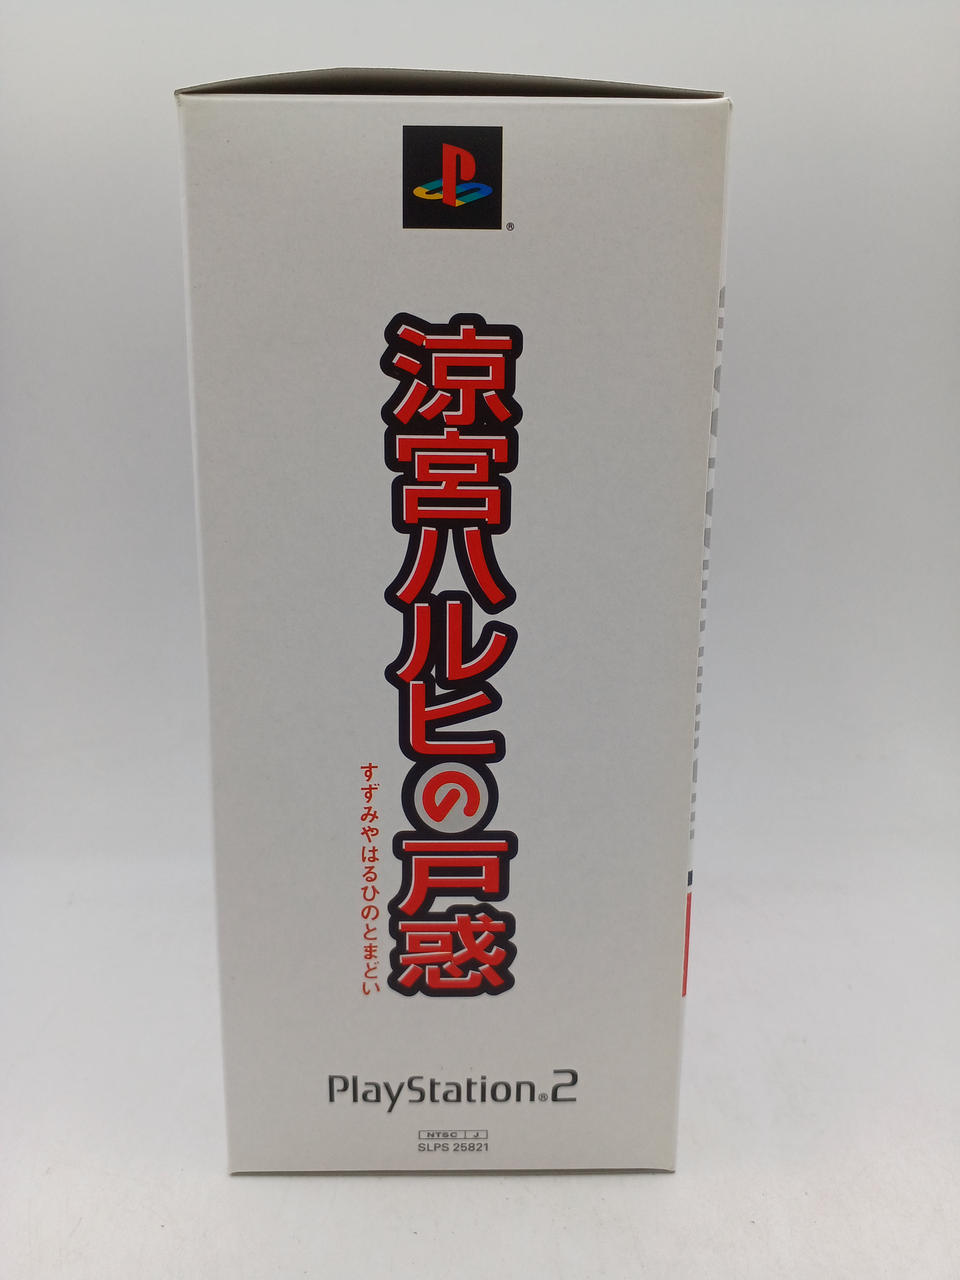 ®
涼宮ハルヒの戸惑
すずみやはるひのとまどい
PlayStation®2
NTSC J
SLPS 25821